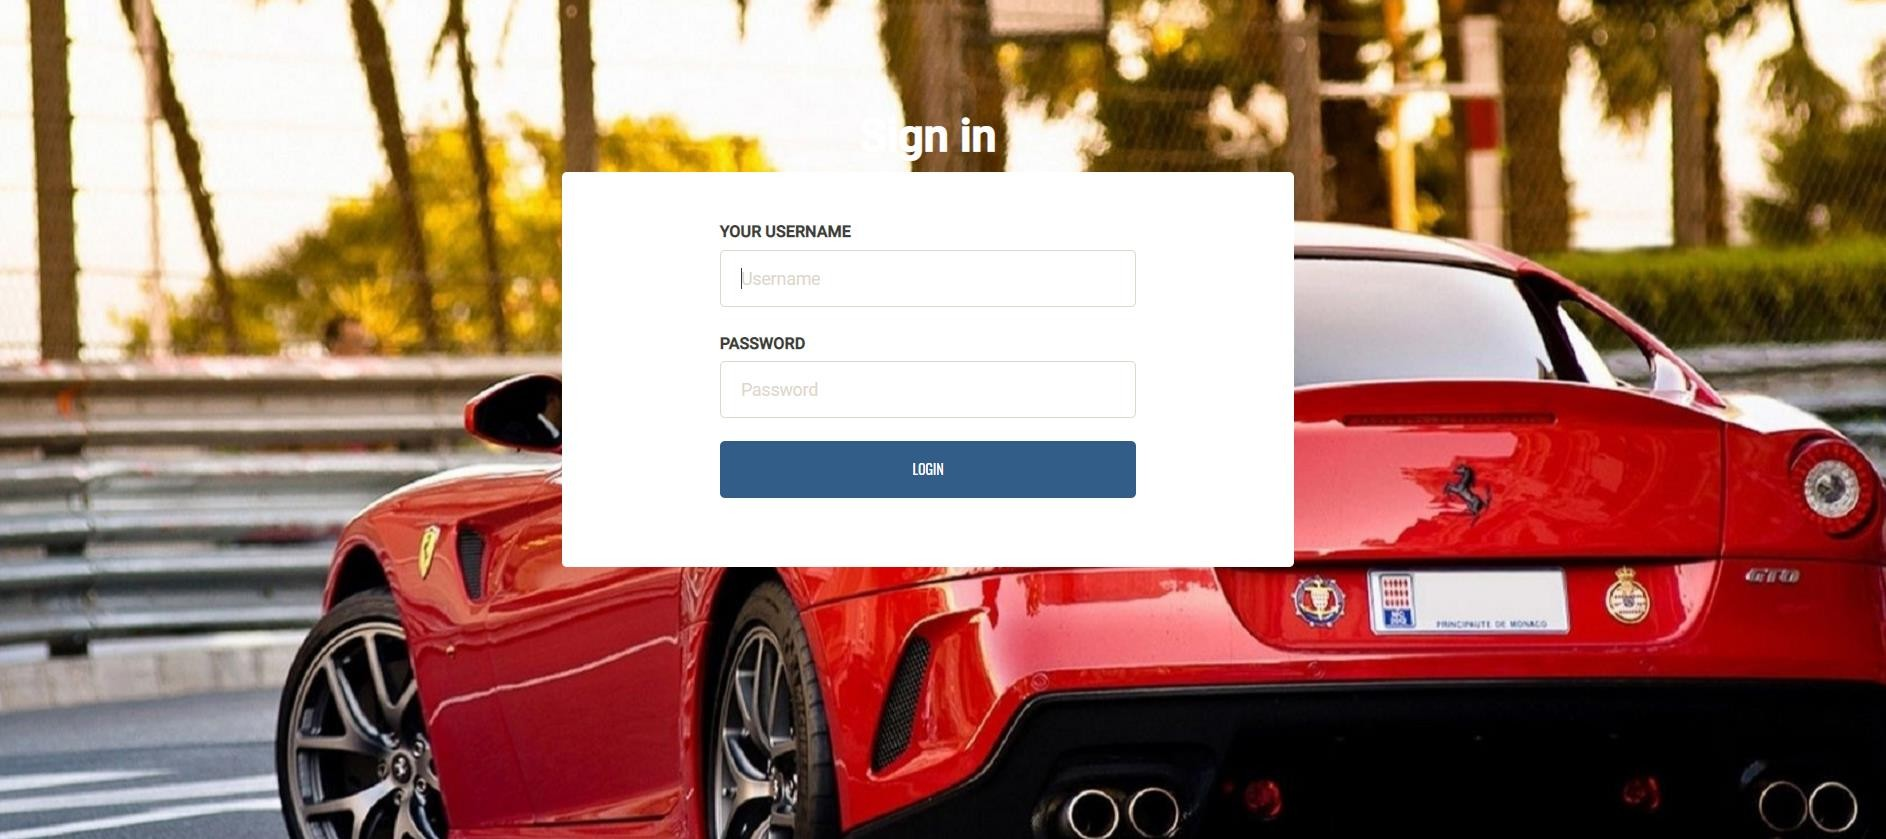 Sign in
YOUR USERNAME
Username
PASSWORD
Password
LOGIN
GTO
PRINCIPAUTE DE MONACO